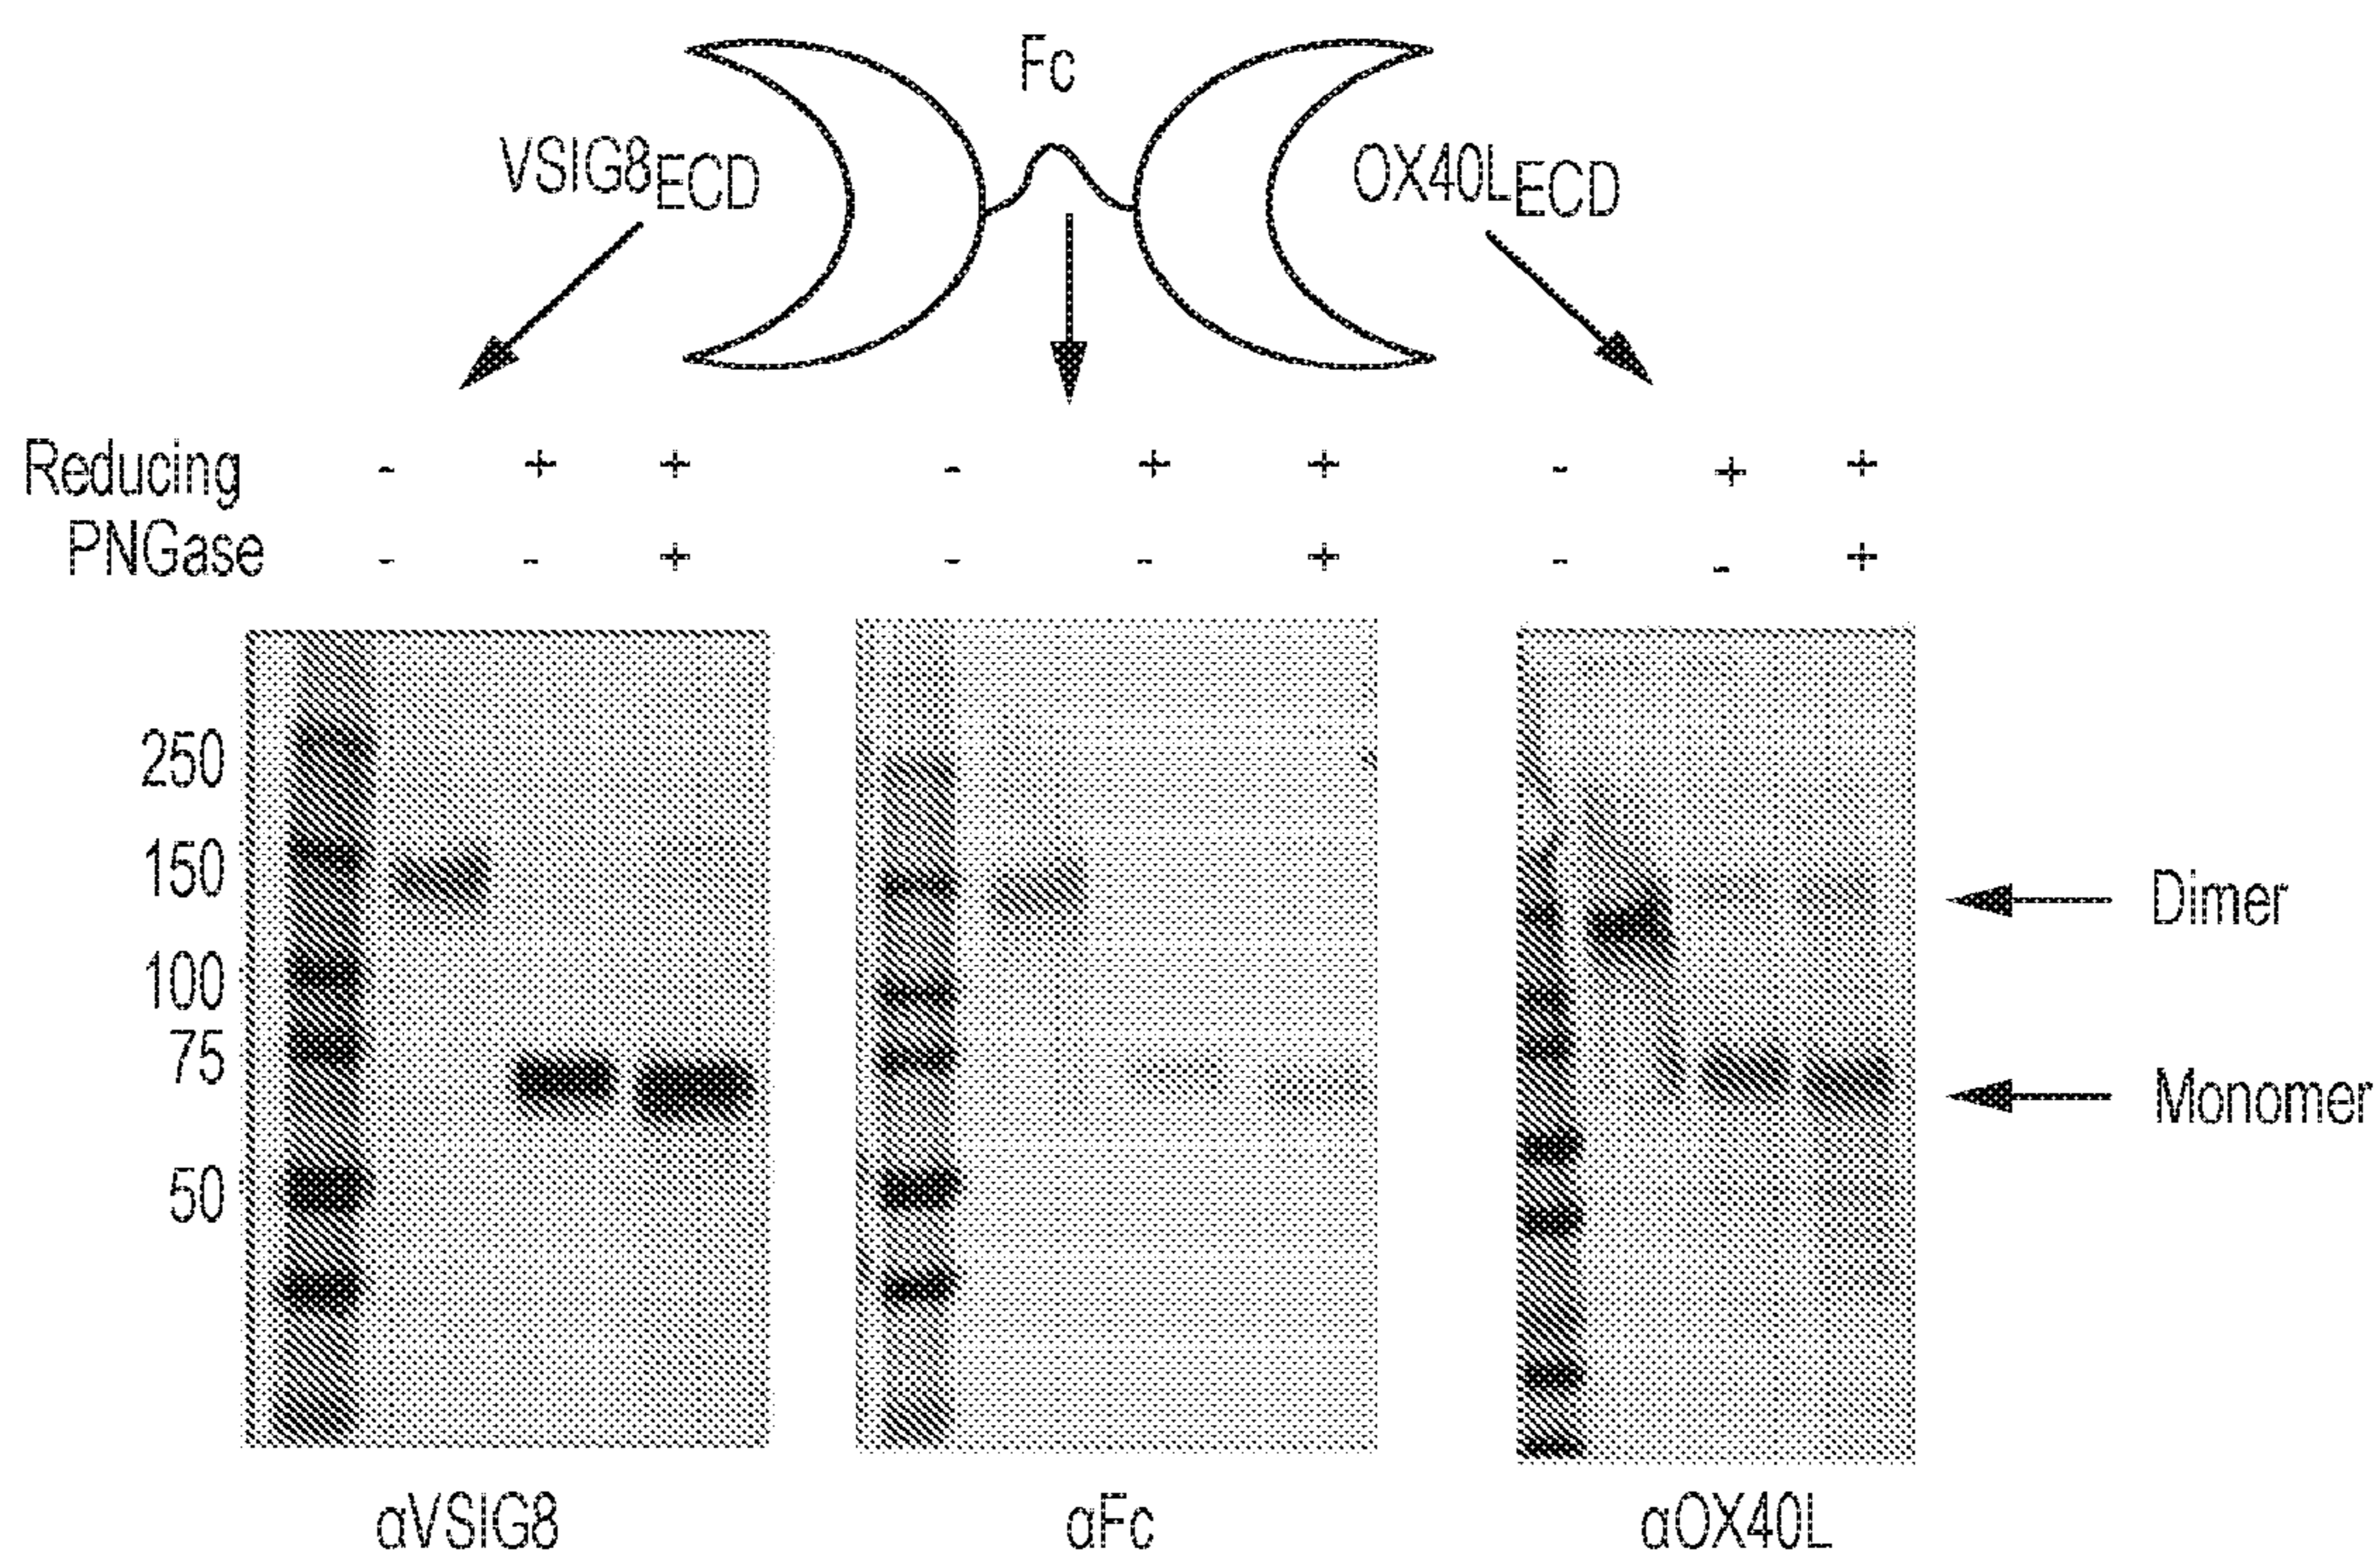 Fc
VSIG8ECD
OX40LECD
Reducing - + + - + + - + +
PNGase - - + - - + - - +
250
150
100
75
50
Dimer
Monomer
αVSIG8 αFc αOX40L